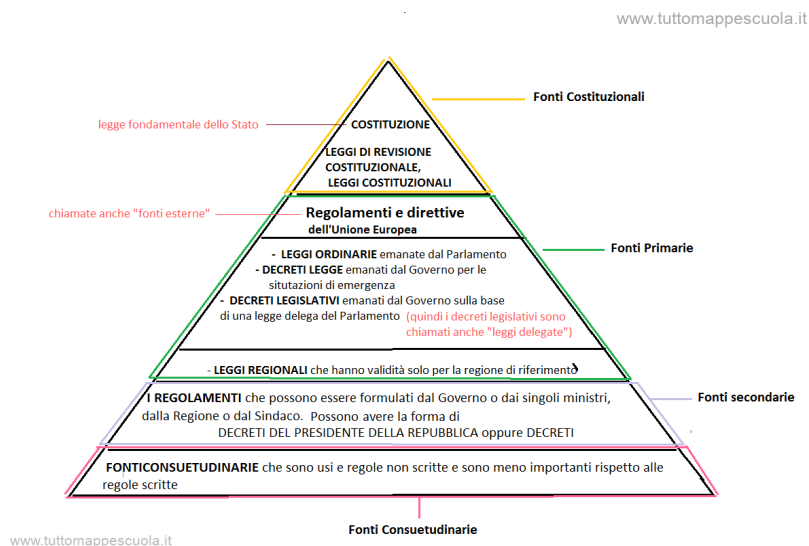 www.tuttomappescuola.it
Fonti Costituzionali
legge fondamentale dello Stato
COSTITUZIONE
LEGGI DI REVISIONE
COSTITUZIONALE,
LEGGI COSTITUZIONALI
chiamate anche "fonti esterne"
Regolamenti e direttive
dell'Unione Europea
Fonti Primarie
- LEGGI ORDINARIE emanate dal Parlamento
- DECRETI LEGGE emanati dal Governo per le
situtazioni di emergenza
- DECRETI LEGISLATIVI emanati dal Governo sulla base
di una legge delega del Parlamento (quindi i decreti legislativi sono
chiamati anche "leggi delegate")
- LEGGI REGIONALI che hanno validità solo per la regione di riferimento
Fonti secondarie
I REGOLAMENTI che possono essere formulati dal Governo o dai singoli ministri,
dalla Regione o dal Sindaco. Possono avere la forma di
DECRETI DEL PRESIDENTE DELLA REPUBBLICA oppure DECRETI
FONTICONSUETUDINARIE che sono usi e regole non scritte e sono meno importanti rispetto alle
regole scritte
Fonti Consuetudinarie
www.tuttomappescuola.it